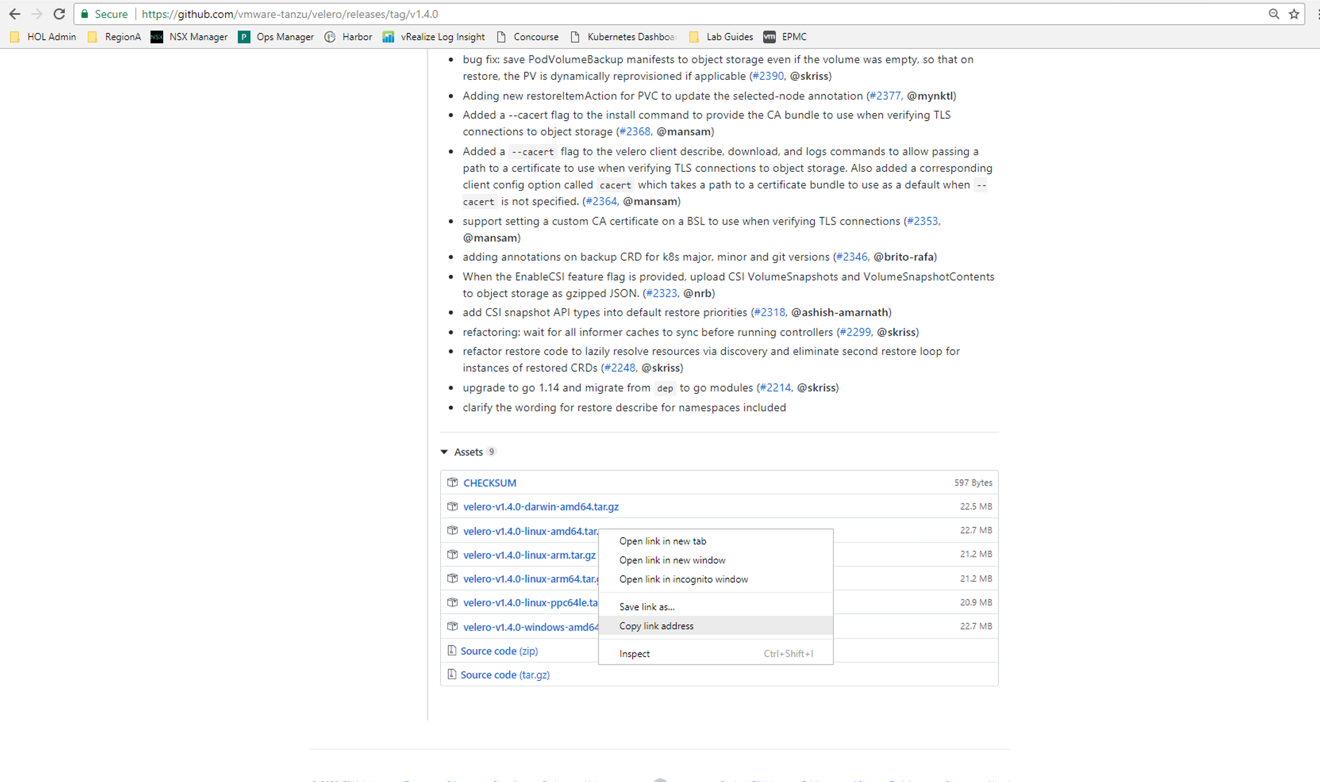 Secure https://github.com/vmware-tanzu/velero/releases/tag/v1.4.0
HOL Admin RegionA NSX Manager Ops Manager Harbor vRealize Log Insight Concourse Kubernetes Dashboa Lab Guides vm EPMC
bug fix: save PodVolumeBackup manifests to object storage even if the volume was empty, so that on
restore, the PV is dynamically reprovisioned if applicable (#2390, @skriss)
Adding new restoreItemAction for PVC to update the selected-node annotation (#2377, @mynktl)
Added a --cacert flag to the install command to provide the CA bundle to use when verifying TLS
connections to object storage (#2368, @mansam)
Added a --cacert flag to the velero client describe, download, and logs commands to allow passing a
path to a certificate to use when verifying TLS connections to object storage. Also added a corresponding
client config option called cacert which takes a path to a certificate bundle to use as a default when --
cacert is not specified. (#2364, @mansam)
support setting a custom CA certificate on a BSL to use when verifying TLS connections (#2353,
@mansam)
adding annotations on backup CRD for k8s major, minor and git versions (#2346, @brito-rafa)
When the EnableCSI feature flag is provided, upload CSI VolumeSnapshots and VolumeSnapshotContents
to object storage as gzipped JSON. (#2323, @nrb)
add CSI snapshot API types into default restore priorities (#2318, @ashish-amarnath)
refactoring: wait for all informer caches to sync before running controllers (#2299, @skriss)
refactor restore code to lazily resolve resources via discovery and eliminate second restore loop for
instances of restored CRDs (#2248, @skriss)
upgrade to go 1.14 and migrate from dep to go modules (#2214, @skriss)
clarify the wording for restore describe for namespaces included
Assets 9
CHECKSUM 597 Bytes
velero-v1.4.0-darwin-amd64.tar.gz 22.5 MB
velero-v1.4.0-linux-amd64.tar. 22.7 MB
Open link in new tab
velero-v1.4.0-linux-arm.tar.gz 21.2 MB
Open link in new window
velero-v1.4.0-linux-arm64.tar.g 21.2 MB
Open link in incognito window
velero-v1.4.0-linux-ppc64le.ta 20.9 MB
Save link as...
velero-v1.4.0-windows-amd64 22.7 MB
Copy link address
Source code (zip)
Inspect Ctrl+Shift+I
Source code (tar.gz)